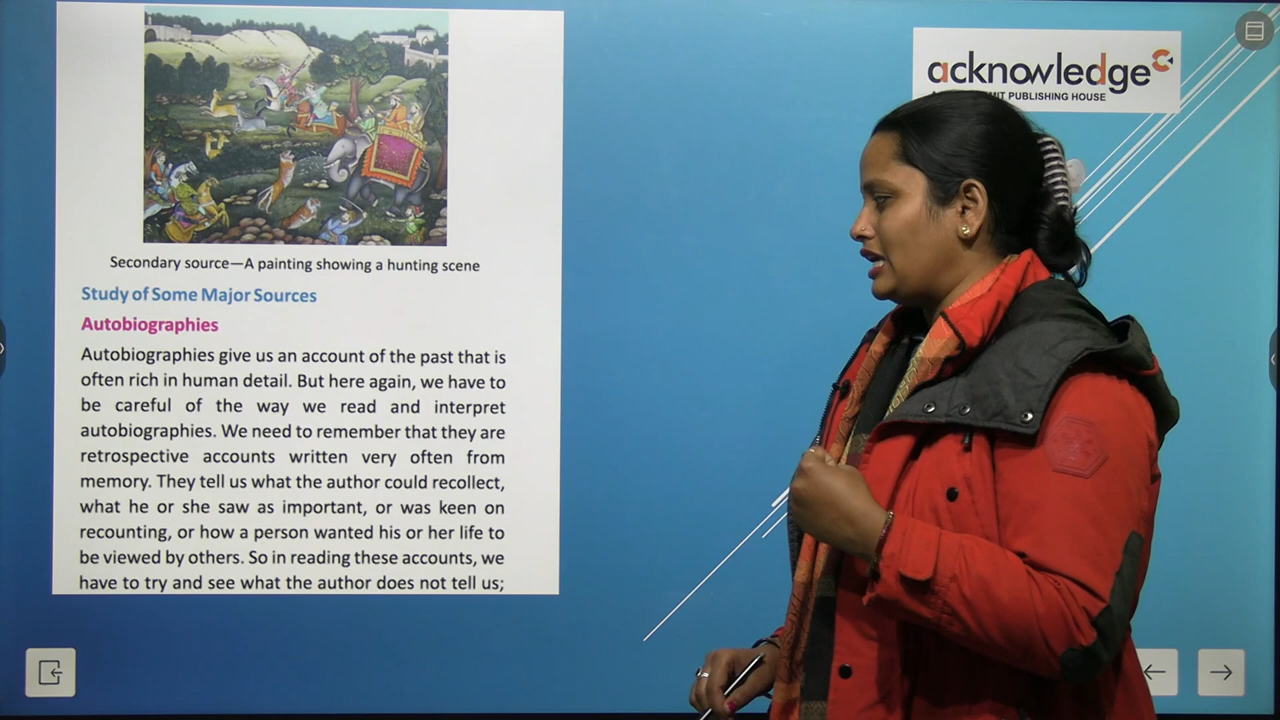 acknowledge
PUBLISHING HOUSE
Secondary source—A painting showing a hunting scene
Study of Some Major Sources
Autobiographies
Autobiographies give us an account of the past that is
often rich in human detail. But here again, we have to
be careful of the way we read and interpret
autobiographies. We need to remember that they are
retrospective accounts written very often from
memory. They tell us what the author could recollect,
what he or she saw as important, or was keen on
recounting, or how a person wanted his or her life to
be viewed by others. So in reading these accounts, we
have to try and see what the author does not tell us;